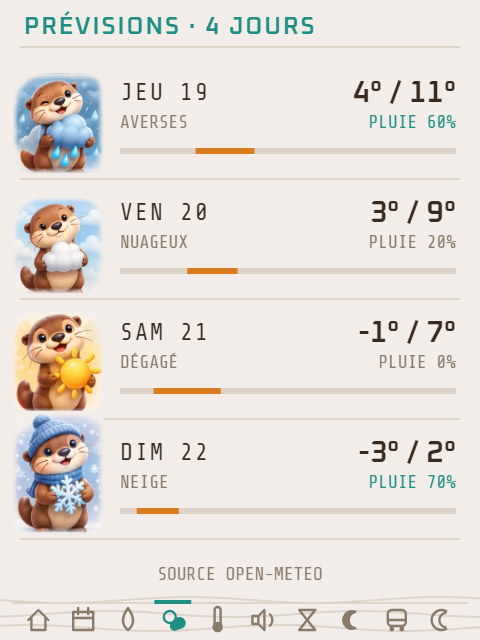 PRÉVISIONS · 4 JOURS
JEU 19 4° / 11°
AVERSES PLUIE 60%
VEN 20 3° / 9°
NUAGEUX PLUIE 20%
SAM 21 -1° / 7°
DÉGAGÉ PLUIE 0%
DIM 22 -3° / 2°
NEIGE PLUIE 70%
SOURCE OPEN-METEO